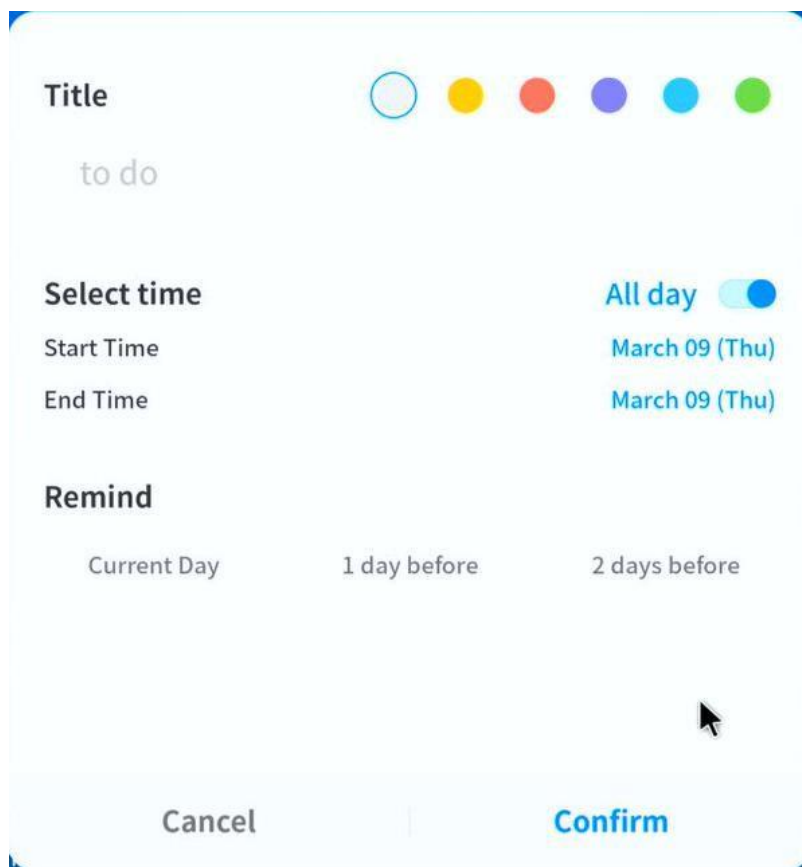 Title
to do
Select time All day
Start Time March 09 (Thu)
End Time March 09 (Thu)
Remind
Current Day 1 day before 2 days before
Cancel Confirm